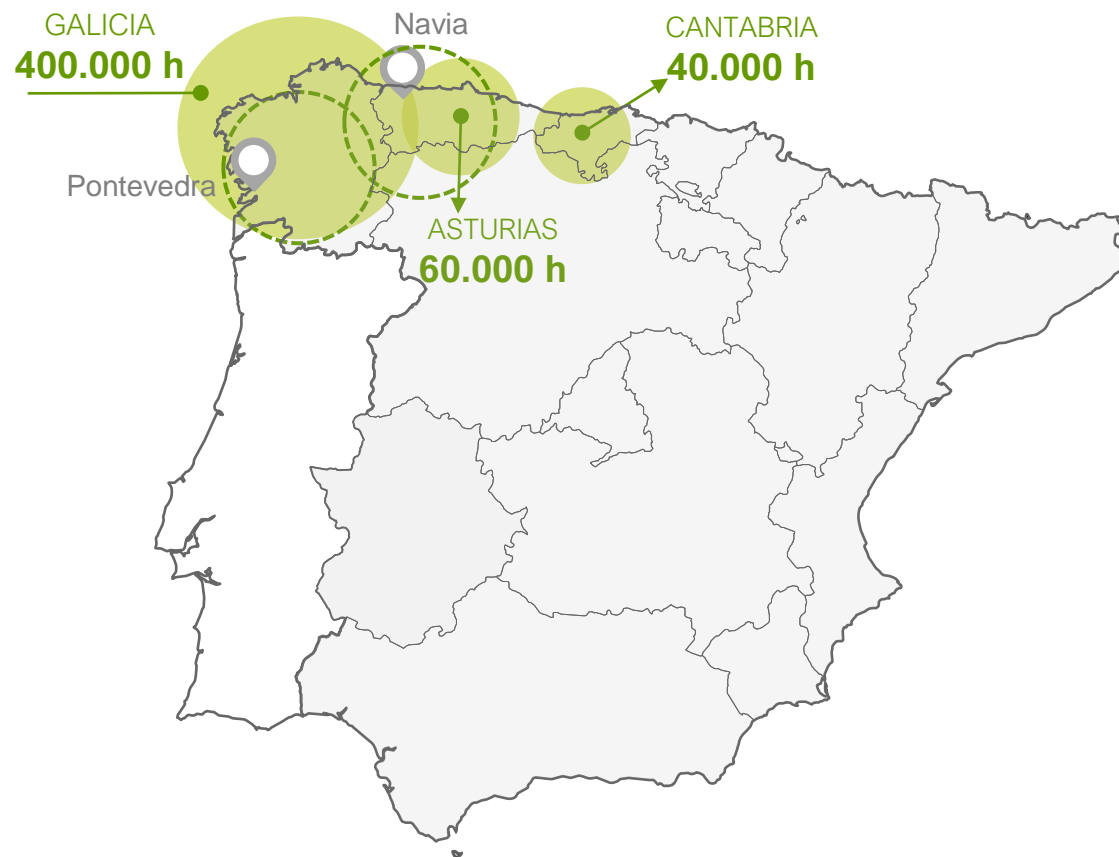 GALICIA
400.000 h
Navia
CANTABRIA
40.000 h
Pontevedra
ASTURIAS
60.000 h